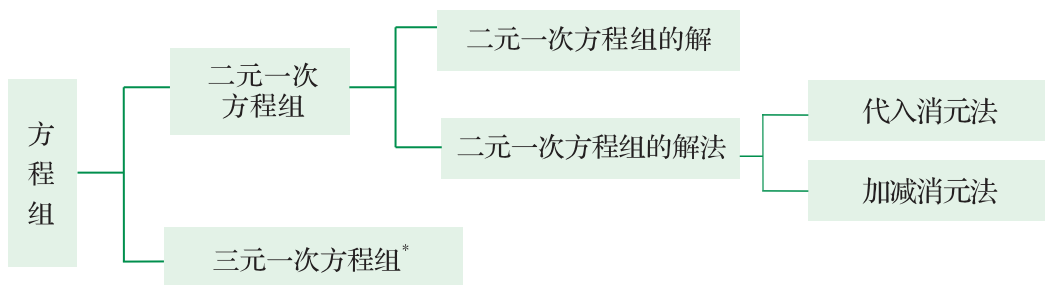 方
程
组
二元一次
方程组
二元一次方程组的解
二元一次方程组的解法
代入消元法
加减消元法
三元一次方程组*